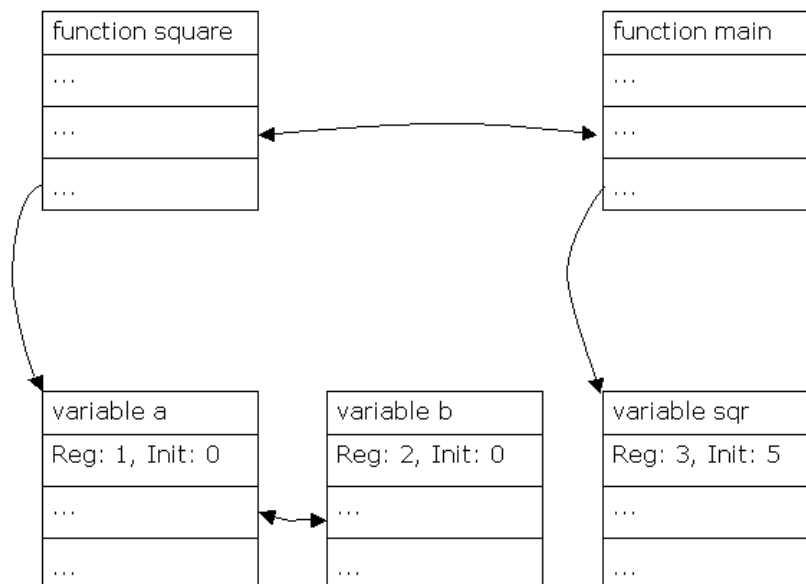 function square
...
...
...
function main
...
...
...
variable a
Reg: 1, Init: 0
...
...
variable b
Reg: 2, Init: 0
...
...
variable sqr
Reg: 3, Init: 5
...
...